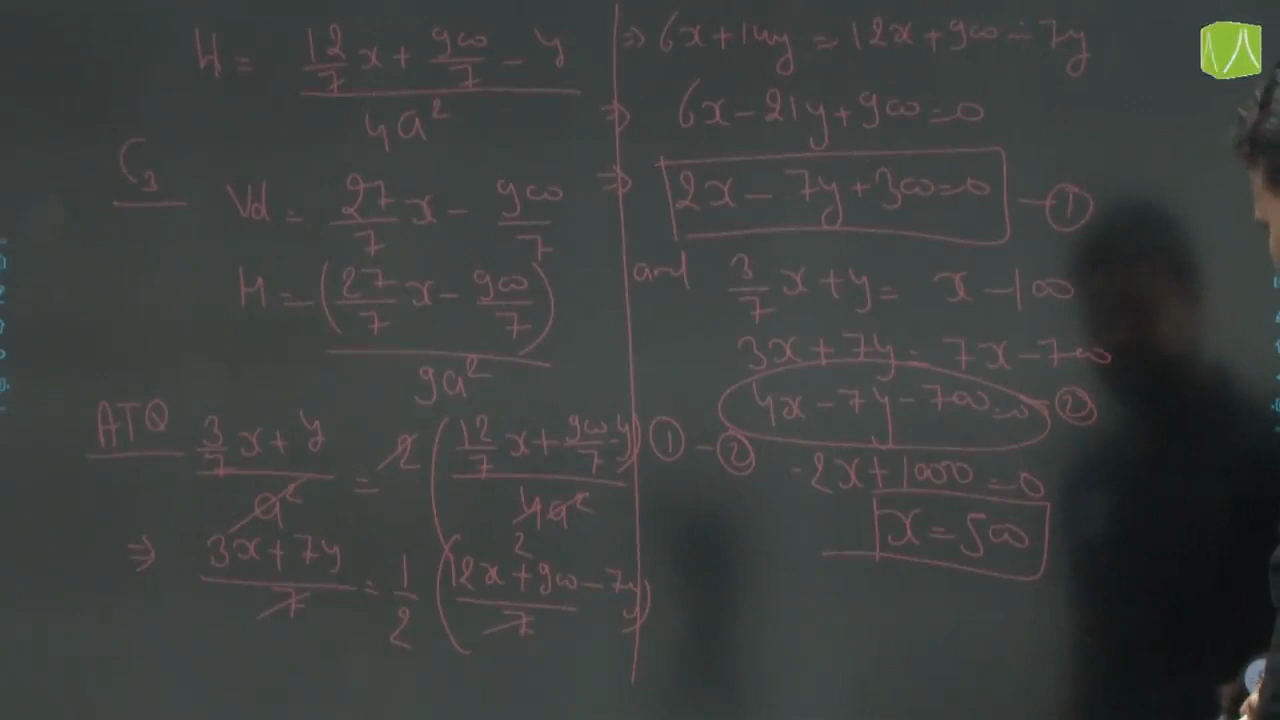 H = (12/7 x + 900/7 - y) / 4a²
C₃
Vol = 27/7 x - 900/7
H = (27/7 x - 900/7) / 9a²
ATQ
(3/7 x + y) / a² = 2 ((12/7 x + 900/7 - y) / 4a²)
2
⇒ (3x + 7y) / 7 = 1/2 ((12x + 900 - 7y) / 7)
⇒ 6x + 14y = 12x + 900 - 7y
⇒ 6x - 21y + 900 = 0
⇒ 2x - 7y + 300 = 0 — ①
and 3/7 x + y = x - 100
3x + 7y = 7x - 700
4x - 7y - 700 = 0 — ②
① - ②
-2x + 1000 = 0
x = 500